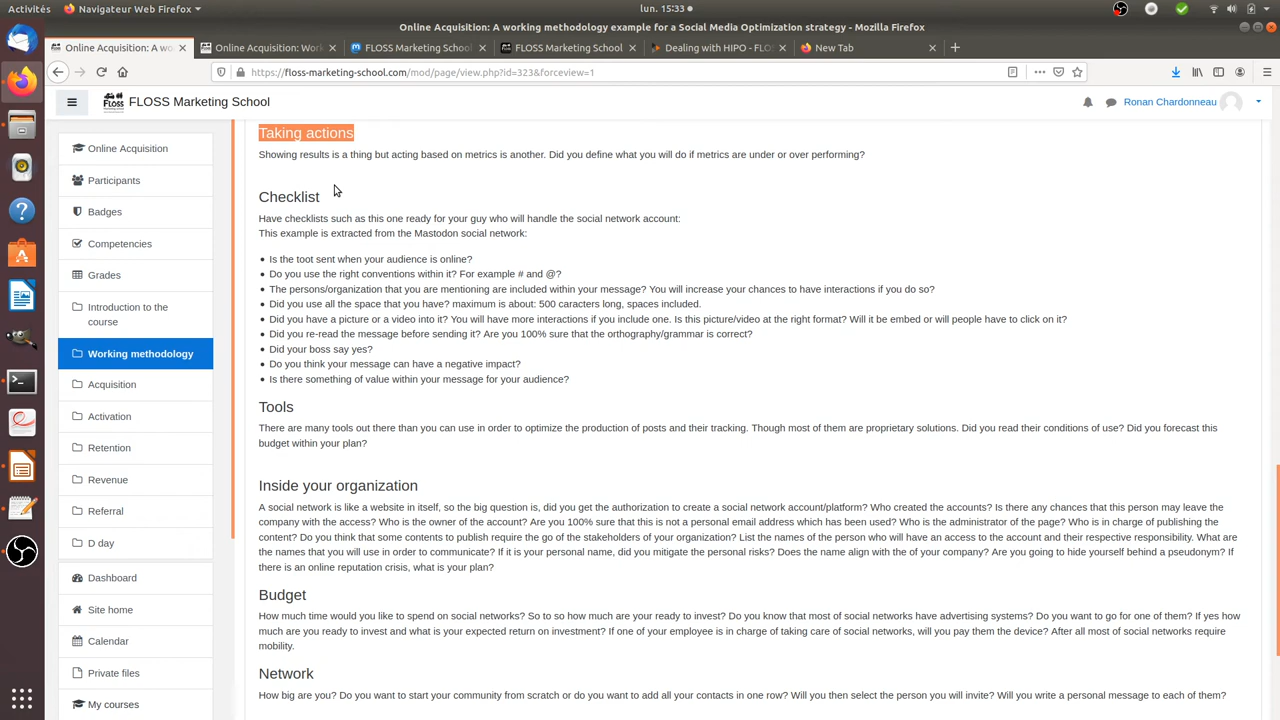 Activités
Navigateur Web Firefox
lun. 15:33
Online Acquisition: A working methodology example for a Social Media Optimization strategy - Mozilla Firefox
Online Acquisition: A wo
Online Acquisition: Work
FLOSS Marketing School
FLOSS Marketing School
Dealing with HIPO - FLOS
New Tab
https://floss-marketing-school.com/mod/page/view.php?id=323&forceview=1
FLOSS Marketing School
Ronan Chardonneau
Online Acquisition
Participants
Badges
Competencies
Grades
Introduction to the
course
Working methodology
Acquisition
Activation
Retention
Revenue
Referral
D day
Dashboard
Site home
Calendar
Private files
My courses
Taking actions
Showing results is a thing but acting based on metrics is another. Did you define what you will do if metrics are under or over performing?
Checklist
Have checklists such as this one ready for your guy who will handle the social network account:
This example is extracted from the Mastodon social network:
• Is the toot sent when your audience is online?
• Do you use the right conventions within it? For example # and @?
• The persons/organization that you are mentioning are included within your message? You will increase your chances to have interactions if you do so?
• Did you use all the space that you have? maximum is about: 500 caracters long, spaces included.
• Did you have a picture or a video into it? You will have more interactions if you include one. Is this picture/video at the right format? Will it be embed or will people have to click on it?
• Did you re-read the message before sending it? Are you 100% sure that the orthography/grammar is correct?
• Did your boss say yes?
• Do you think your message can have a negative impact?
• Is there something of value within your message for your audience?
Tools
There are many tools out there than you can use in order to optimize the production of posts and their tracking. Though most of them are proprietary solutions. Did you read their conditions of use? Did you forecast this
budget within your plan?
Inside your organization
A social network is like a website in itself, so the big question is, did you get the authorization to create a social network account/platform? Who created the accounts? Is there any chances that this person may leave the
company with the access? Who is the owner of the account? Are you 100% sure that this is not a personal email address which has been used? Who is the administrator of the page? Who is in charge of publishing the
content? Do you think that some contents to publish require the go of the stakeholders of your organization? List the names of the person who will have an access to the account and their respective responsibility. What are
the names that you will use in order to communicate? If it is your personal name, did you mitigate the personal risks? Does the name align with the of your company? Are you going to hide yourself behind a pseudonym? If
there is an online reputation crisis, what is your plan?
Budget
How much time would you like to spend on social networks? So to so how much are your ready to invest? Do you know that most of social networks have advertising systems? Do you want to go for one of them? If yes how
much are you ready to invest and what is your expected return on investment? If one of your employee is in charge of taking care of social networks, will you pay them the device? After all most of social networks require
mobility.
Network
How big are you? Do you want to start your community from scratch or do you want to add all your contacts in one row? Will you then select the person you will invite? Will you write a personal message to each of them?